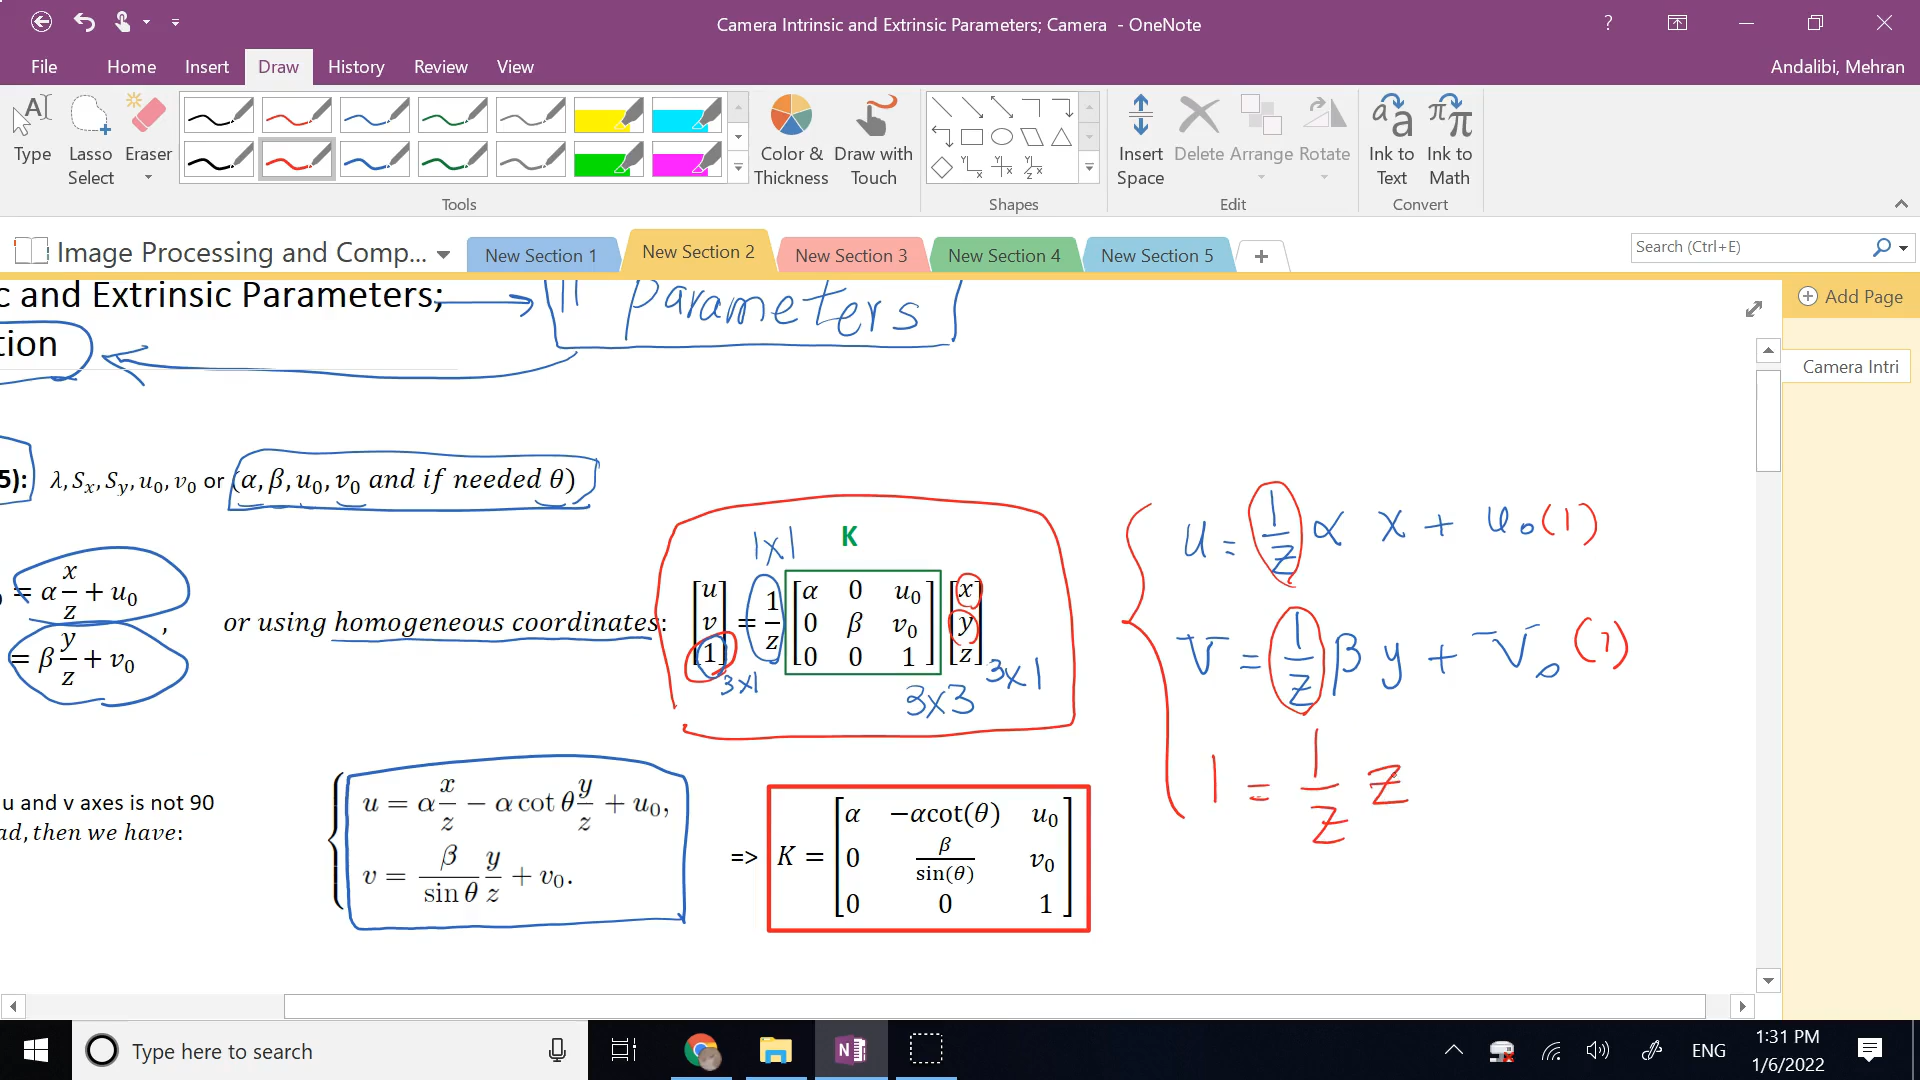 Camera Intrinsic and Extrinsic Parameters; Camera - OneNote
?
File Home Insert Draw History Review View
Andalibi, Mehran
Type
Lasso Select
Eraser
Color & Thickness
Draw with Touch
Insert Space
Delete
Arrange
Rotate
Ink to Text
Ink to Math
Tools
Shapes
Edit
Convert
Image Processing and Comp...
New Section 1
New Section 2
New Section 3
New Section 4
New Section 5
+
Search (Ctrl+E)
c and Extrinsic Parameters; → 11 parameters
tion
Add Page
Camera Intri
5): λ, Sx, Sy, u0, v0 or (α, β, u0, v0 and if needed θ)
= α x/z + u0
= β y/z + v0 ,
or using homogeneous coordinates:
1x1 K
[u v 1] = 1/z [α 0 u0; 0 β v0; 0 0 1] [x y z]
3x1 3x3 3x1
u = 1/z α x + u0 (1)
v = 1/z β y + v0 (1)
1 = 1/z z
u and v axes is not 90
ad, then we have:
u = α x/z − α cot θ y/z + u0,
v = β/sin θ y/z + v0.
=> K = [α −αcot(θ) u0; 0 β/sin(θ) v0; 0 0 1]
Type here to search
N
ENG
1:31 PM
1/6/2022